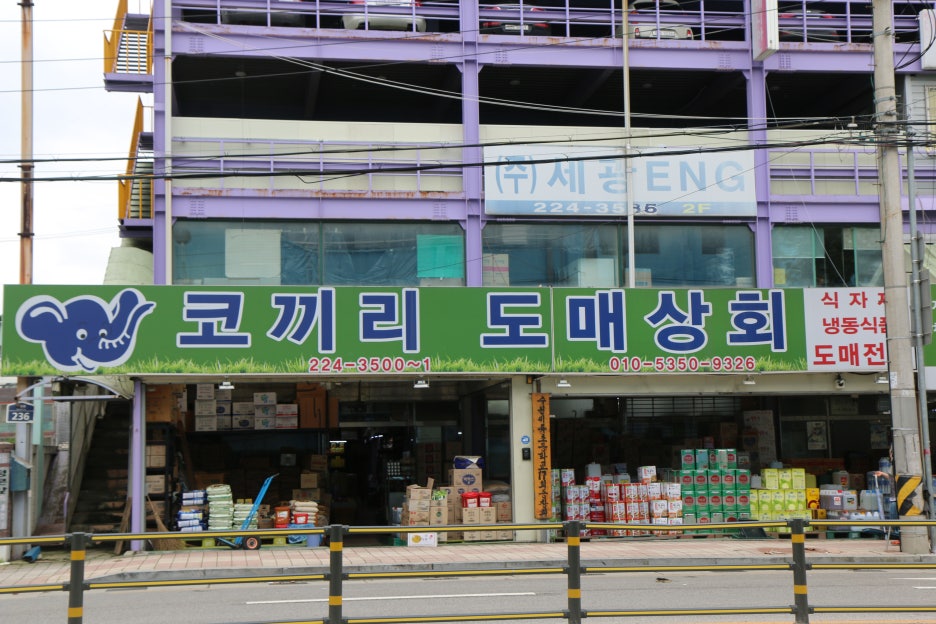 (주)세광ENG
224-3585 2F
코끼리 도매상회
224-3500~1
010-5350-9326
식자재
냉동식품
도매전
236